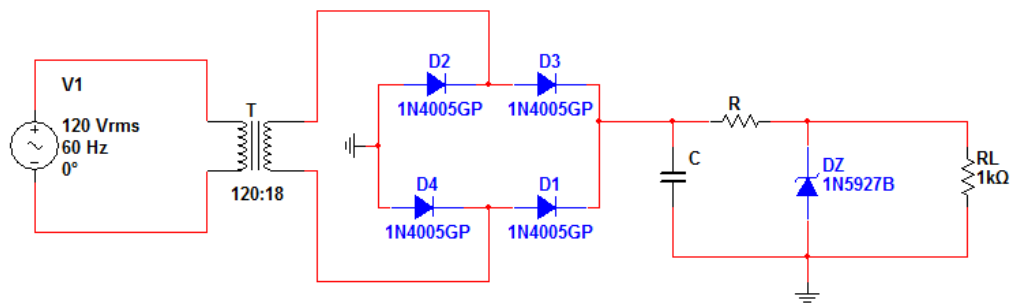 V1
120 Vrms
60 Hz
0°
T
120:18
D2
1N4005GP
D3
1N4005GP
D4
1N4005GP
D1
1N4005GP
C
R
DZ
1N5927B
RL
1kΩ